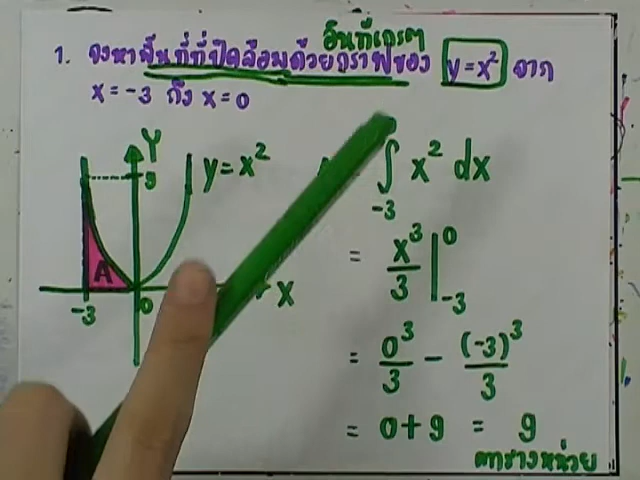 อินทิเกรต
1. จงหาพื้นที่ที่ปิดล้อมด้วยกราฟของ y=x² จาก
x = -3 ถึง x = 0
Y
y = x²
9
A
-3 0 X
∫ x² dx
-3
= x³/3 |⁰₋₃
= 0³/3 - (-3)³/3
= 0 + 9 = 9
ตารางหน่วย